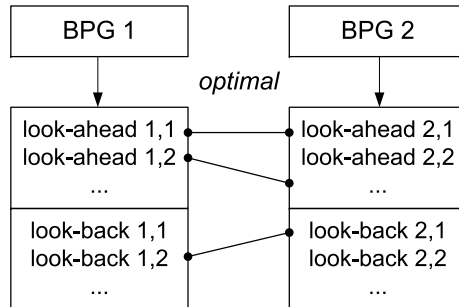 BPG 1
BPG 2
optimal
look-ahead 1,1
look-ahead 1,2
...
look-back 1,1
look-back 1,2
...
look-ahead 2,1
look-ahead 2,2
...
look-back 2,1
look-back 2,2
...